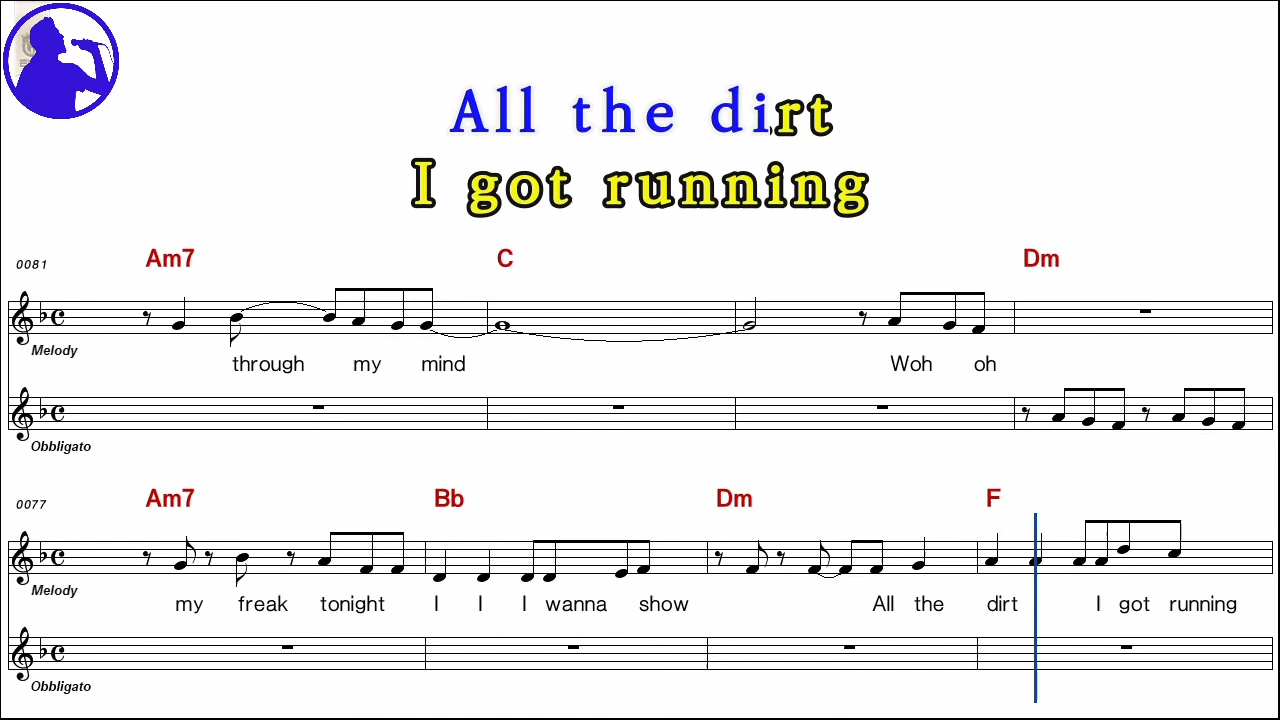 All the dirt
I got running
0081 Am7 C Dm
Melody
through my mind Woh oh
Obbligato
0077 Am7 Bb Dm F
Melody
my freak tonight I I I wanna show All the dirt I got running
Obbligato